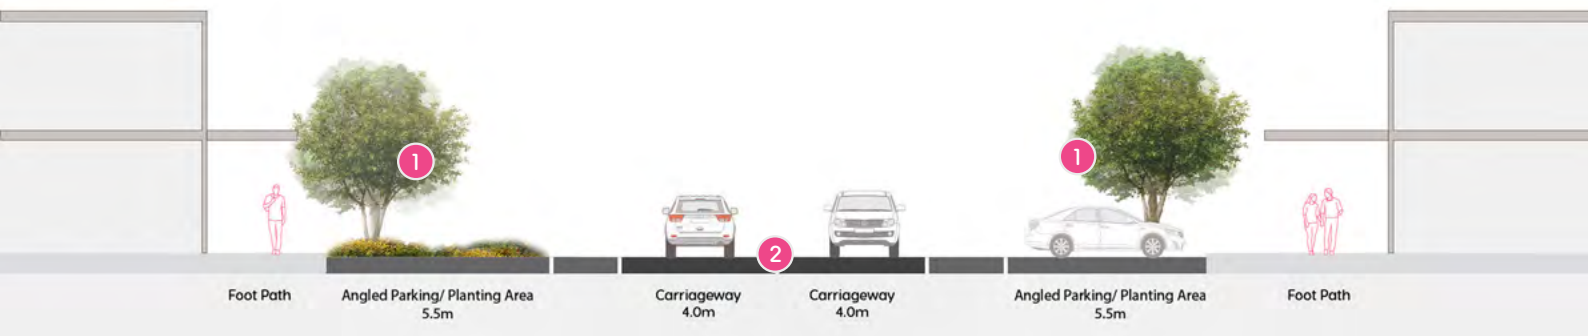 1
1
2
Foot Path
Angled Parking/ Planting Area
5.5m
Carriageway
4.0m
Carriageway
4.0m
Angled Parking/ Planting Area
5.5m
Foot Path